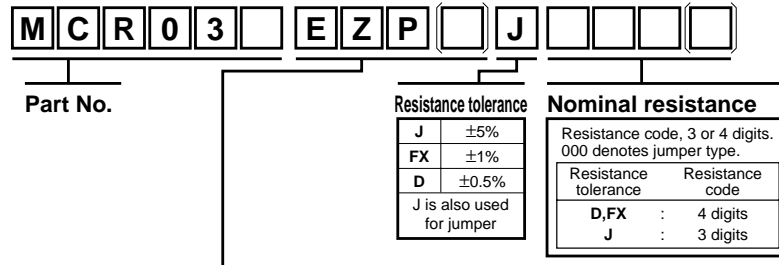 M C R 0 3 E Z P ( ) J ( )
Part No.
Resistance tolerance
J ±5%
FX ±1%
D ±0.5%
J is also used
for jumper
Nominal resistance
Resistance code, 3 or 4 digits.
000 denotes jumper type.
Resistance tolerance Resistance code
D,FX : 4 digits
J : 3 digits